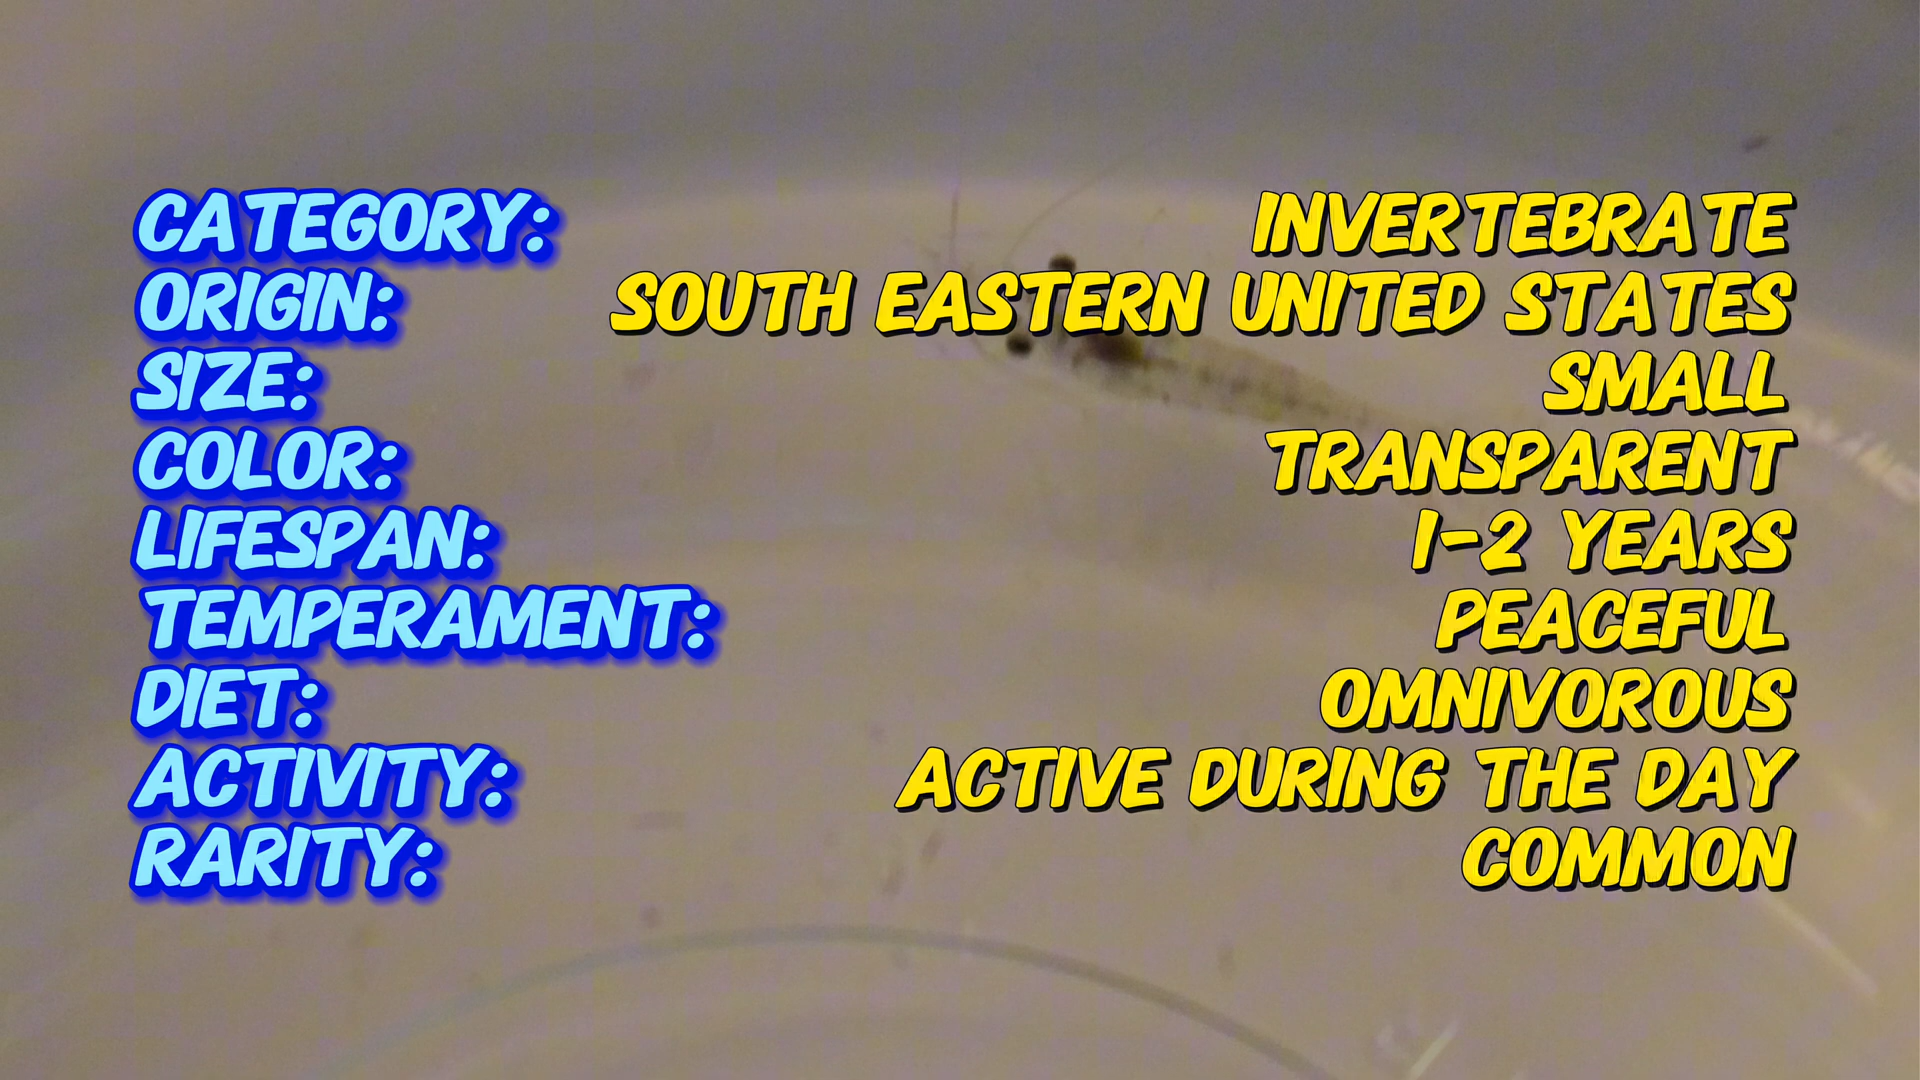 CATEGORY: INVERTEBRATE
ORIGIN: SOUTH EASTERN UNITED STATES
SIZE: SMALL
COLOR: TRANSPARENT
LIFESPAN: 1-2 YEARS
TEMPERAMENT: PEACEFUL
DIET: OMNIVOROUS
ACTIVITY: ACTIVE DURING THE DAY
RARITY: COMMON